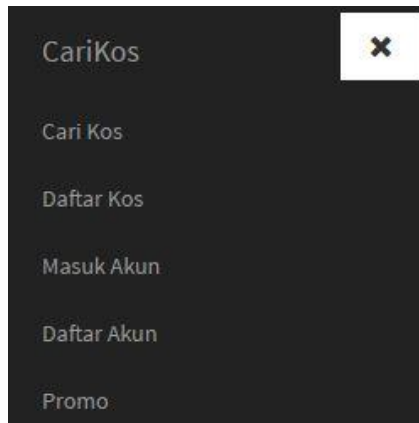 CariKos
Cari Kos
Daftar Kos
Masuk Akun
Daftar Akun
Promo